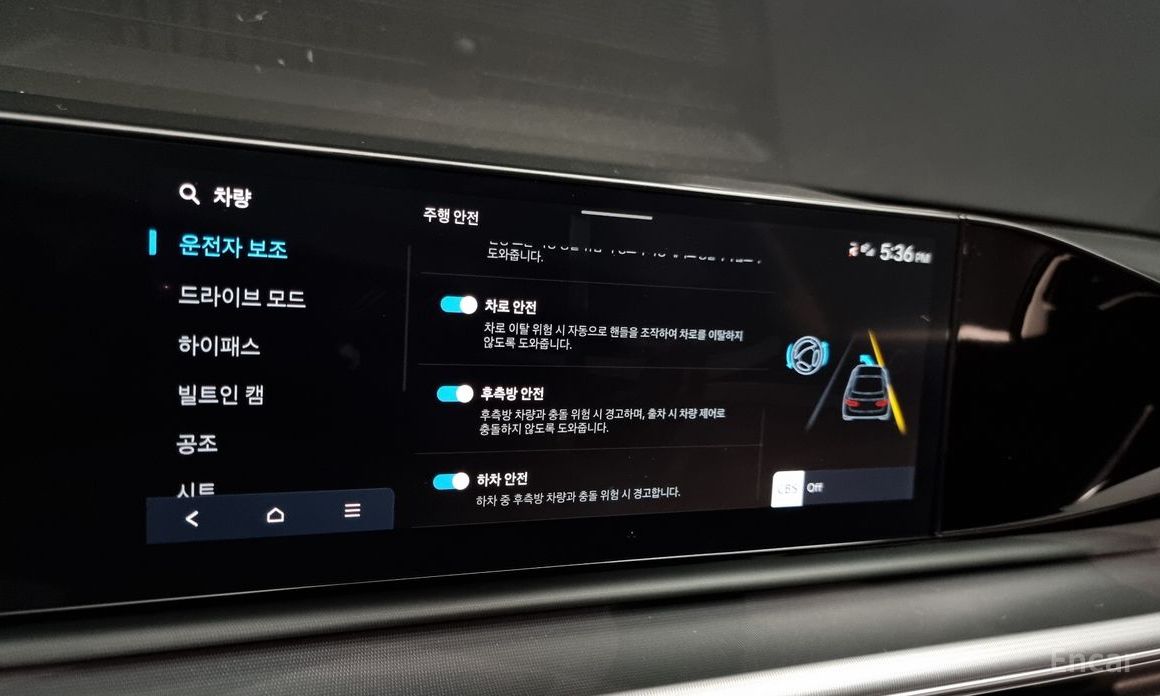 차량
운전자 보조
드라이브 모드
하이패스
빌트인 캠
공조
시트
주행 안전
5:36 PM
도와줍니다.
차로 안전
차로 이탈 위험 시 자동으로 핸들을 조작하여 차로를 이탈하지
않도록 도와줍니다.
후측방 안전
후측방 차량과 충돌 위험 시 경고하며, 출차 시 차량 제어로
충돌하지 않도록 도와줍니다.
하차 안전
하차 중 후측방 차량과 충돌 위험 시 경고합니다.
Off
Encar